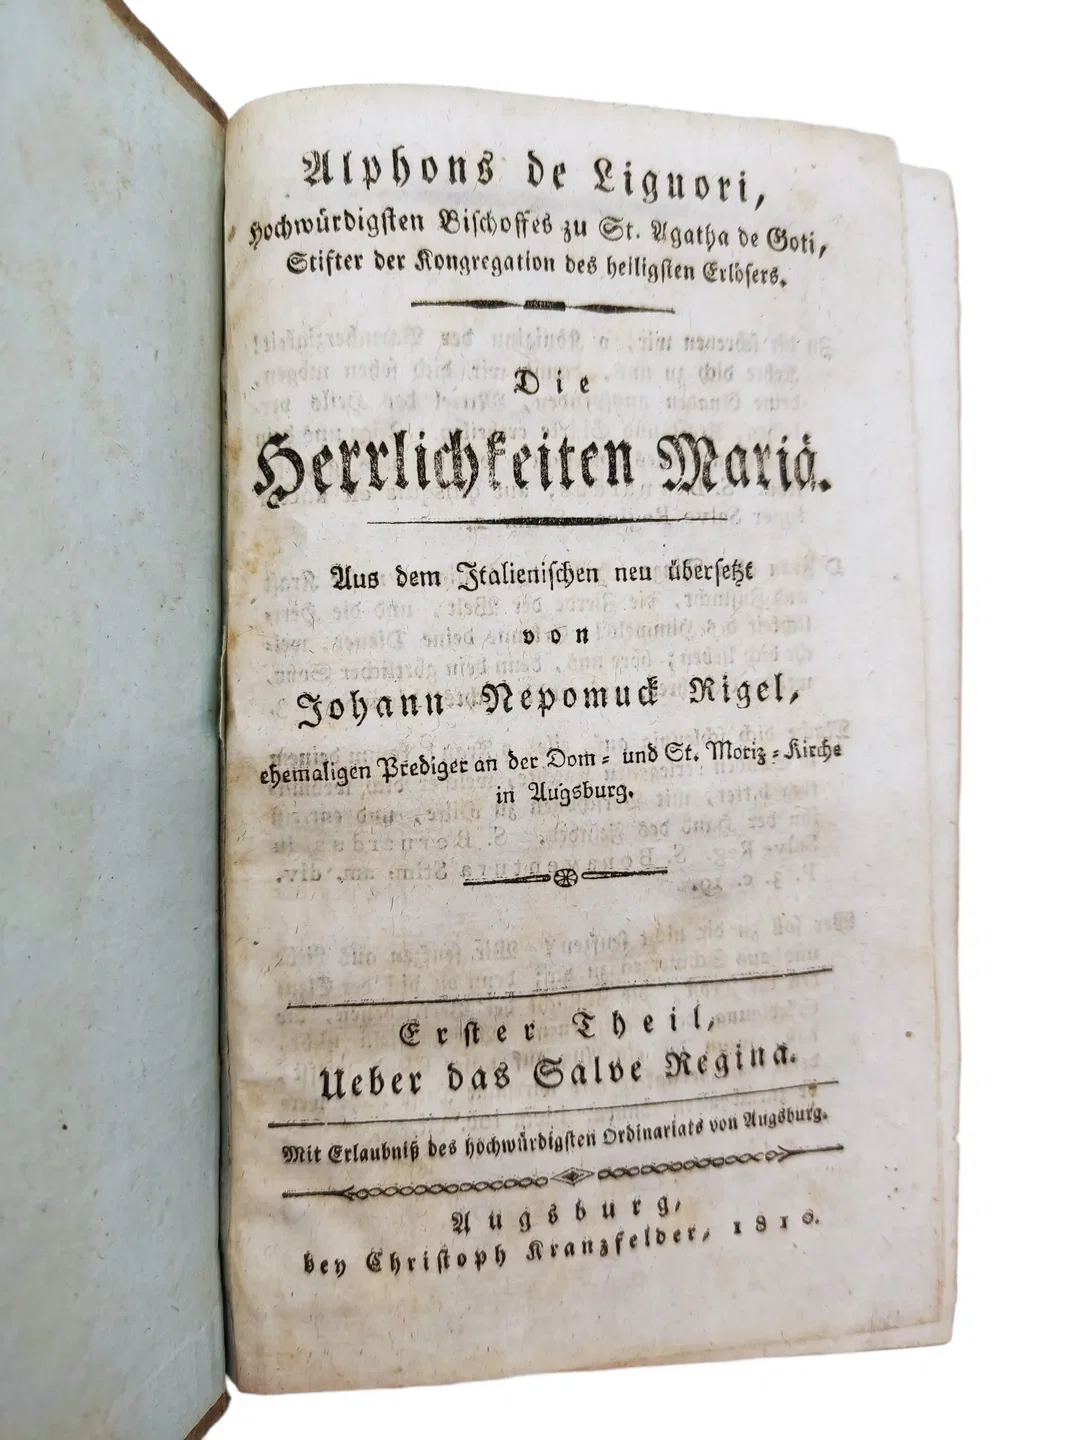 Alphons de Liguori,
Hochwürdigsten Bischoffes zu St. Agatha de Goti,
Stifter der Kongregation des heiligsten Erlösers.
Die
Herrlichkeiten Mariä.
Aus dem Italienischen neu übersetzt
von
Johann Nepomuck Rigel,
ehemaligen Prediger an der Dom- und St. Moriz-Kirche
in Augsburg.
Erster Theil,
Ueber das Salve Regina.
Mit Erlaubniß des hochwürdigsten Ordinariats von Augsburg.
Augsburg,
bey Christoph Kranzfelder,